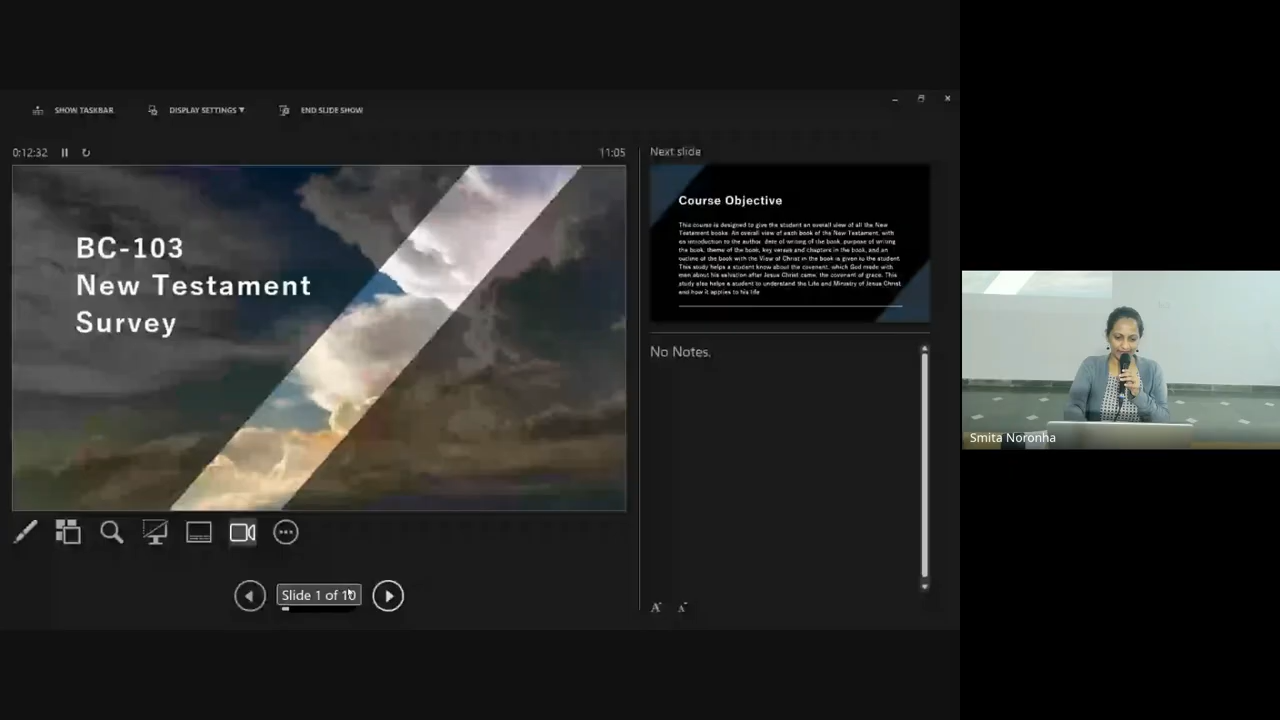 SHOW TASKBAR
DISPLAY SETTINGS ▼
END SLIDE SHOW
0:12:32
11:05
Next slide
BC-103
New Testament
Survey
Course Objective
This course is designed to give the student an overall view of all the New
Testament books. An overall view of each book of the New Testament, with
an introduction to the author, date of writing of the book, purpose of writing
the book, theme of the book, key verses and chapters in the book, and an
outline of the book with the View of Christ in the book is given to the student.
This study helps a student know about the covenant, which God made with
man about his salvation after Jesus Christ came, the covenant of grace. This
study also helps a student to understand the Life and Ministry of Jesus Christ
and how it applies to his life
No Notes.
Smita Noronha
Slide 1 of 10
A A